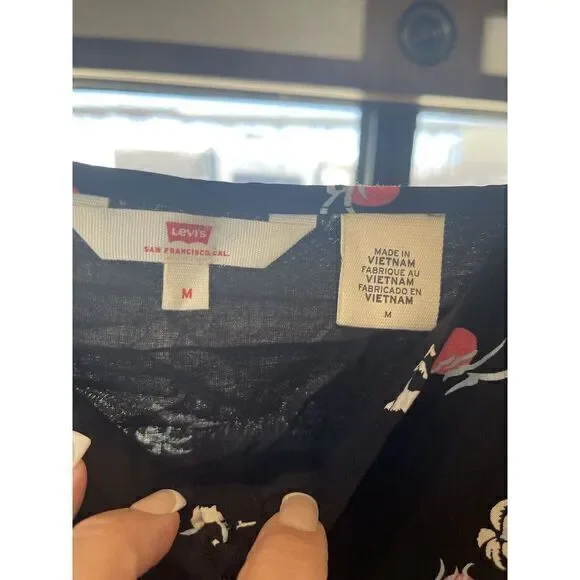 Levi's
SAN FRANCISCO, CAL.
M
MADE IN
VIETNAM
FABRIQUE AU
VIETNAM
FABRICADO EN
VIETNAM
M